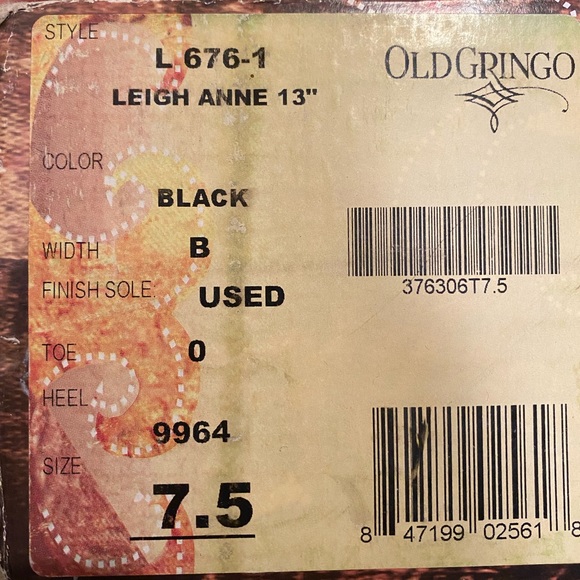 STYLE
L 676-1
LEIGH ANNE 13"
OLD GRINGO
COLOR
BLACK
WIDTH B
FINISH SOLE USED
TOE 0
HEEL
9964
SIZE
7.5
376306T7.5
8 47199 02561 8